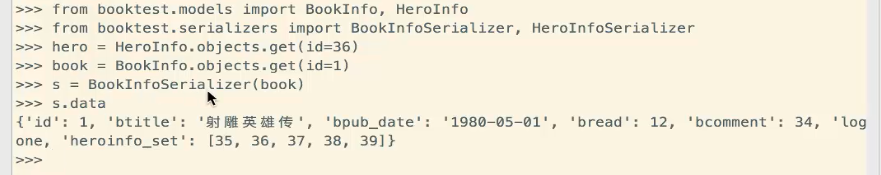 >>> from booktest.models import BookInfo, HeroInfo
>>> from booktest.serializers import BookInfoSerializer, HeroInfoSerializer
>>> hero = HeroInfo.objects.get(id=36)
>>> book = BookInfo.objects.get(id=1)
>>> s = BookInfoSerializer(book)
>>> s.data
{'id': 1, 'btitle': '射雕英雄传', 'bpub_date': '1980-05-01', 'bread': 12, 'bcomment': 34, 'log
one, 'heroinfo_set': [35, 36, 37, 38, 39]}
>>>